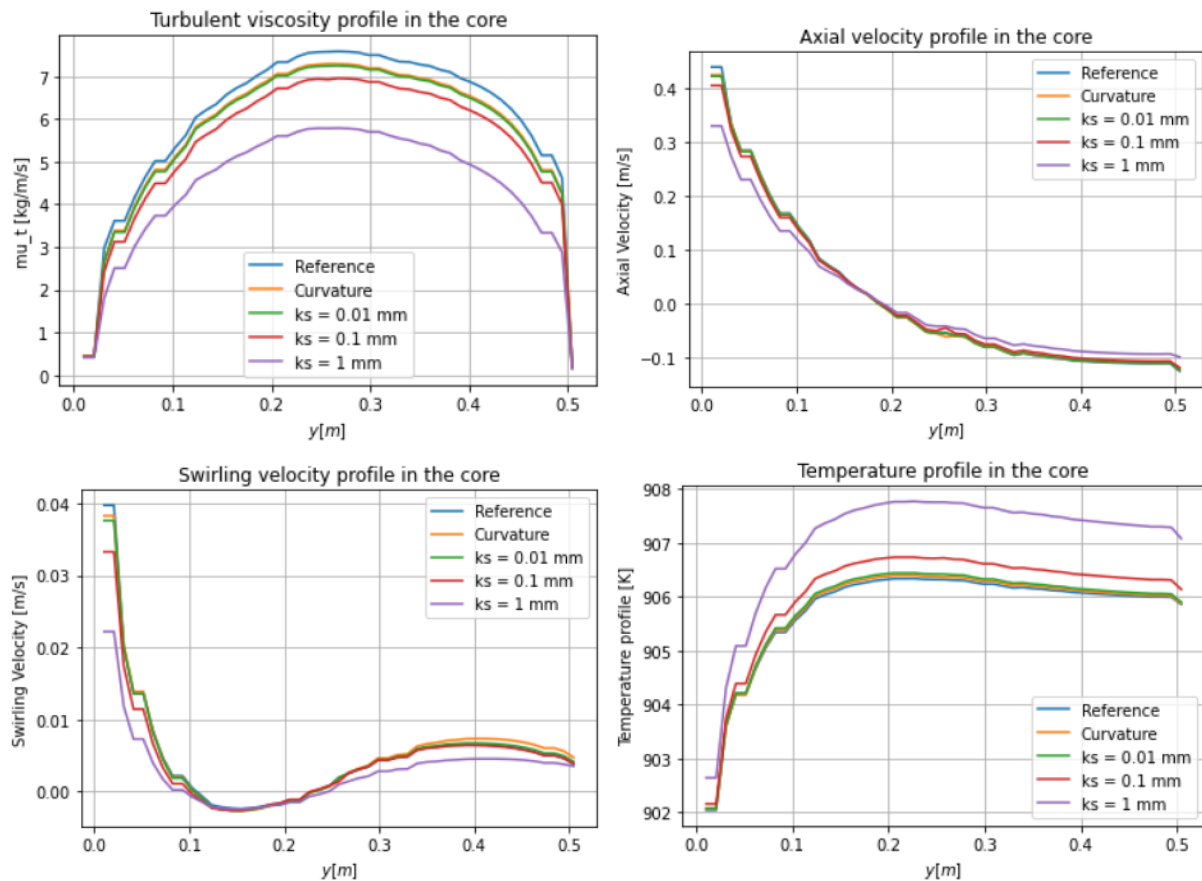 Turbulent viscosity profile in the core
mu_t [kg/m/s]
7
6
5
4
3
2
1
0
Reference
Curvature
ks = 0.01 mm
ks = 0.1 mm
ks = 1 mm
0.0 0.1 0.2 0.3 0.4 0.5
y[m]
Axial velocity profile in the core
Axial Velocity [m/s]
0.4
0.3
0.2
0.1
0.0
−0.1
Reference
Curvature
ks = 0.01 mm
ks = 0.1 mm
ks = 1 mm
0.0 0.1 0.2 0.3 0.4 0.5
y[m]
Swirling velocity profile in the core
Swirling Velocity [m/s]
0.04
0.03
0.02
0.01
0.00
Reference
Curvature
ks = 0.01 mm
ks = 0.1 mm
ks = 1 mm
0.0 0.1 0.2 0.3 0.4 0.5
y[m]
Temperature profile in the core
Temperature profile [K]
908
907
906
905
904
903
902
Reference
Curvature
ks = 0.01 mm
ks = 0.1 mm
ks = 1 mm
0.0 0.1 0.2 0.3 0.4 0.5
y[m]